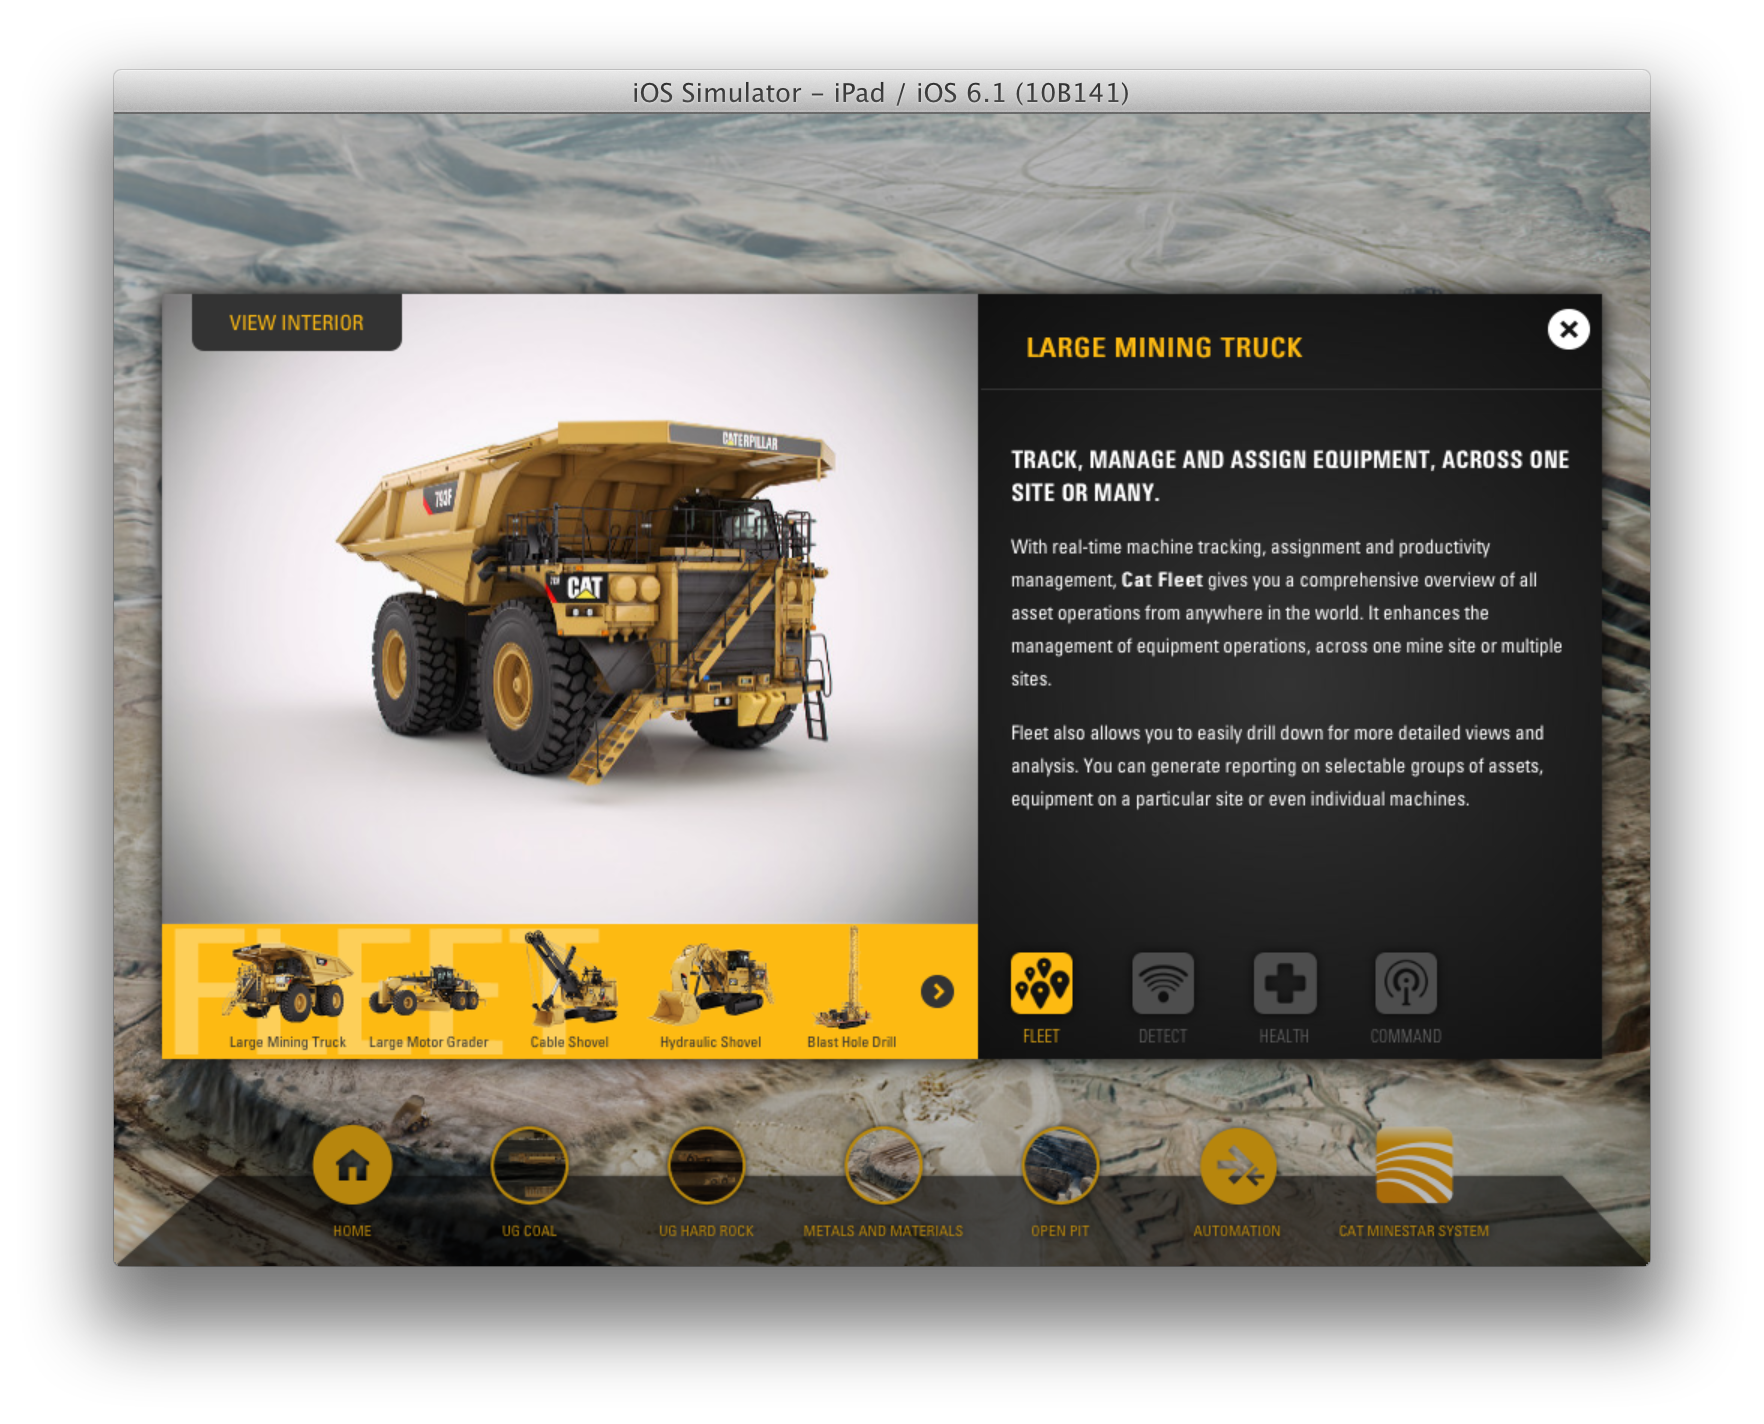 iOS Simulator – iPad / iOS 6.1 (10B141)
VIEW INTERIOR
CATERPILLAR
793F
CAT
LARGE MINING TRUCK
TRACK, MANAGE AND ASSIGN EQUIPMENT, ACROSS ONE
SITE OR MANY.
With real-time machine tracking, assignment and productivity
management, Cat Fleet gives you a comprehensive overview of all
asset operations from anywhere in the world. It enhances the
management of equipment operations, across one mine site or multiple
sites.
Fleet also allows you to easily drill down for more detailed views and
analysis. You can generate reporting on selectable groups of assets,
equipment on a particular site or even individual machines.
FLEET
Large Mining Truck Large Motor Grader Cable Shovel Hydraulic Shovel Blast Hole Drill
FLEET DETECT HEALTH COMMAND
HOME UG COAL UG HARD ROCK METALS AND MATERIALS OPEN PIT AUTOMATION CAT MINESTAR SYSTEM